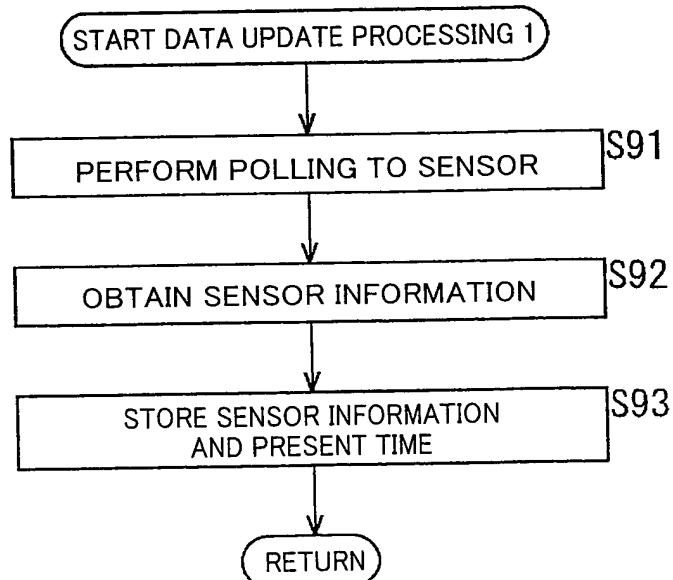 START DATA UPDATE PROCESSING 1
S91
PERFORM POLLING TO SENSOR
S92
OBTAIN SENSOR INFORMATION
S93
STORE SENSOR INFORMATION
AND PRESENT TIME
RETURN